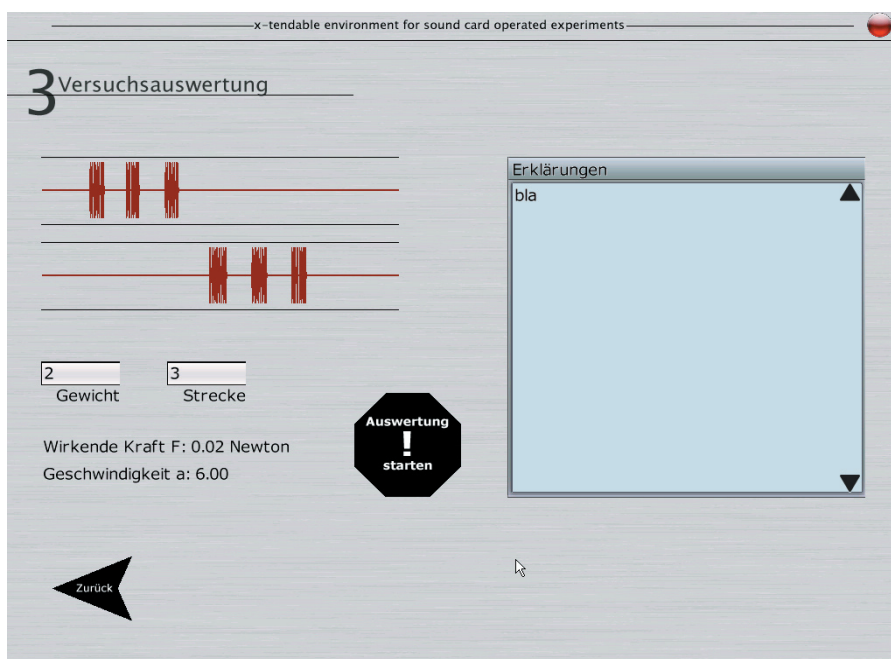 x-tendable environment for sound card operated experiments
3 Versuchsauswertung
Erklärungen
bla
2
3
Gewicht
Strecke
Auswertung
!
starten
Wirkende Kraft F: 0.02 Newton
Geschwindigkeit a: 6.00
Zurück